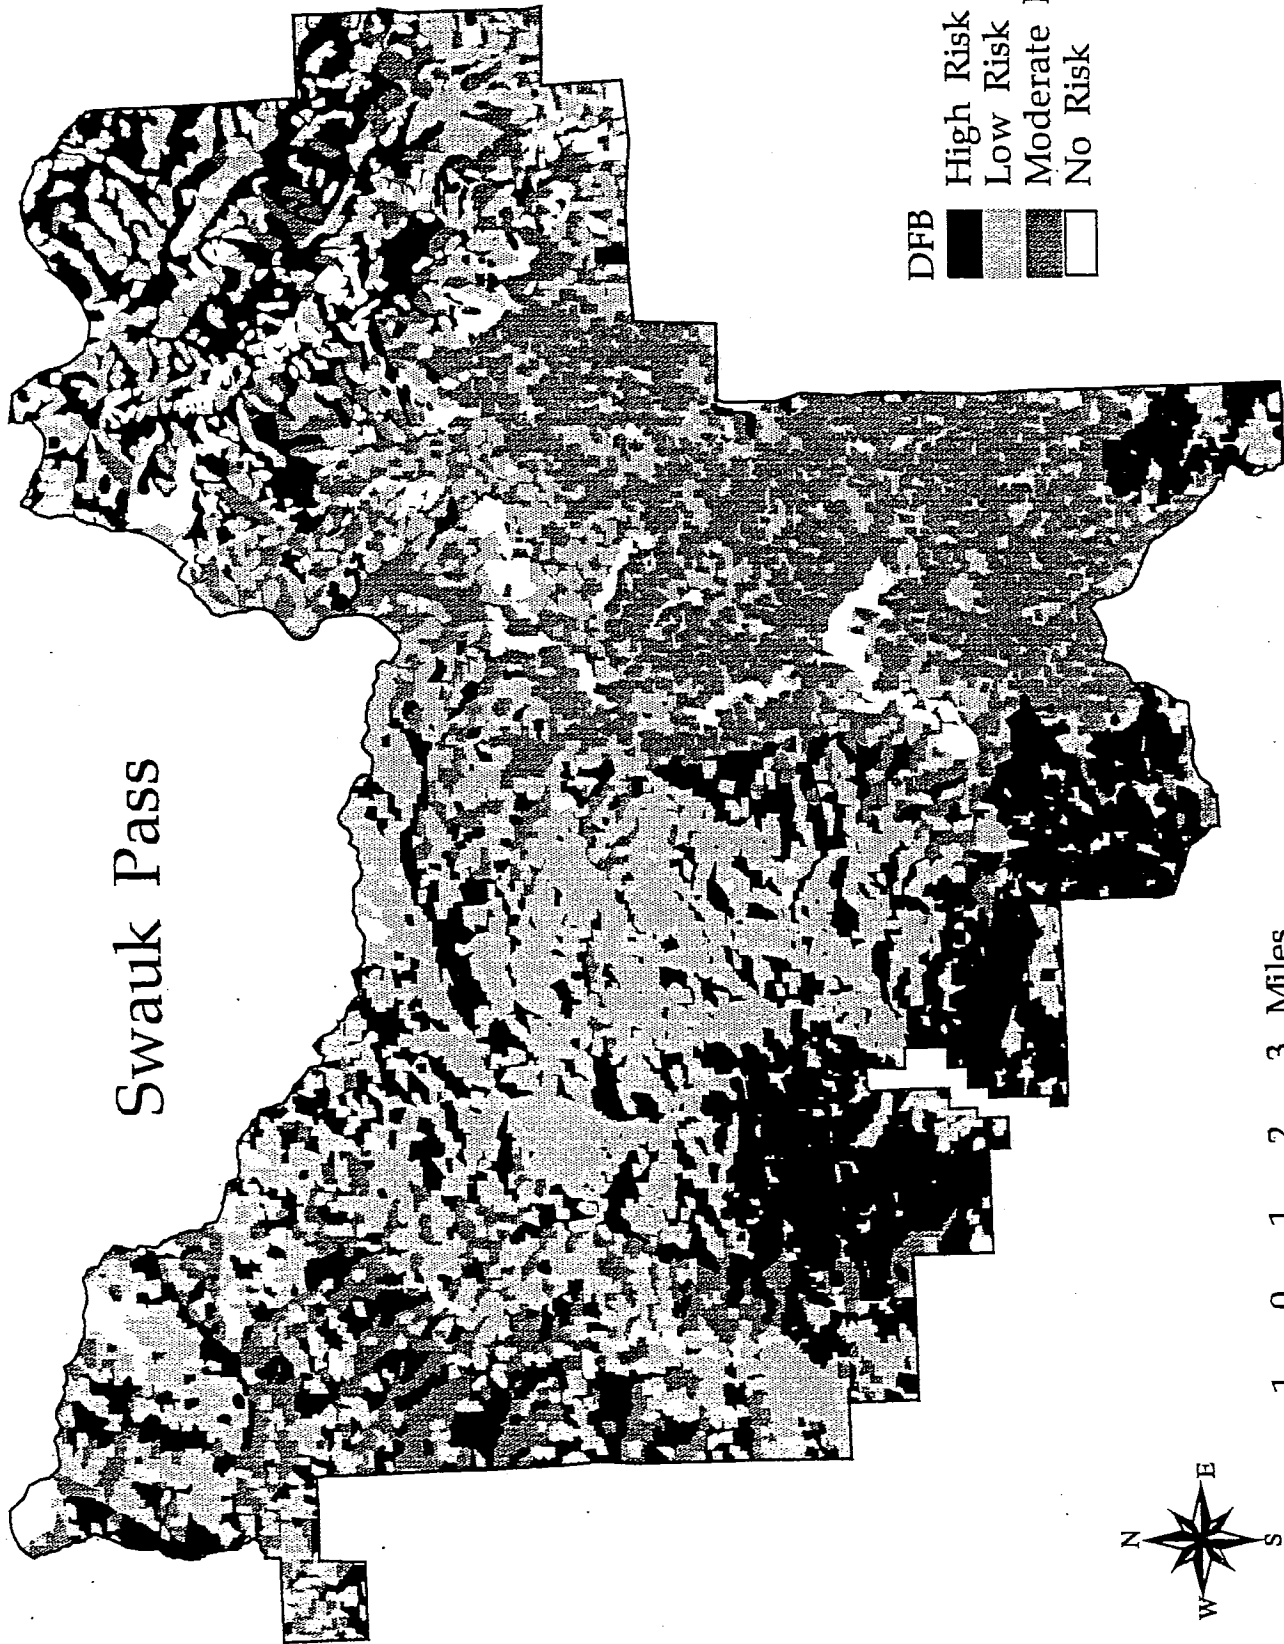 Swauk Pass
DFB
High Risk
Low Risk
Moderate
No Risk
1 0 1 2 3 Miles
N
W E
S